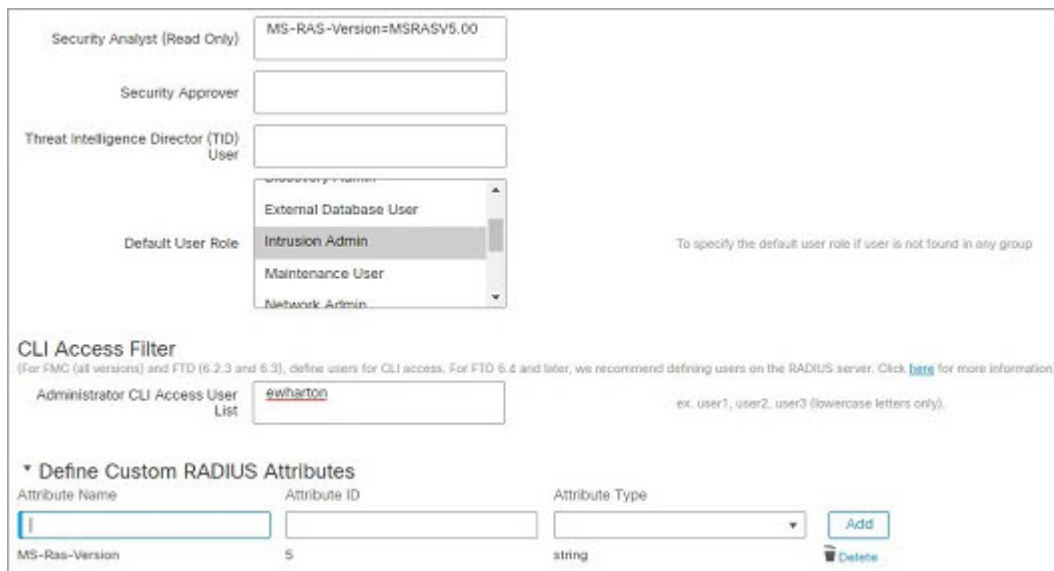 Security Analyst (Read Only)
MS-RAS-Version=MSRASV5.00
Security Approver
Threat Intelligence Director (TID)
User
Default User Role
Discovery Admin
External Database User
Intrusion Admin
Maintenance User
Network Admin
To specify the default user role if user is not found in any group
CLI Access Filter
(For FMC (all versions) and FTD (6.2.3 and 6.3), define users for CLI access. For FTD 6.4 and later, we recommend defining users on the RADIUS server. Click here for more information
Administrator CLI Access User
List
ewharton
ex. user1, user2, user3 (lowercase letters only).
* Define Custom RADIUS Attributes
Attribute Name
Attribute ID
Attribute Type
Add
MS-Ras-Version
5
string
Delete